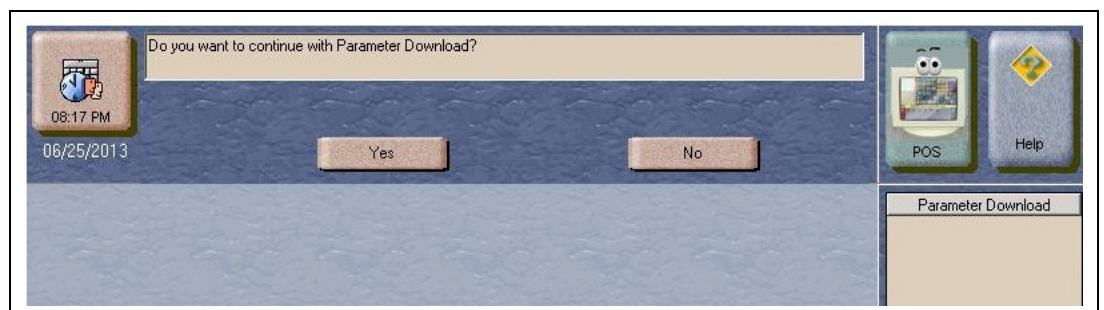 Do you want to continue with Parameter Download?
08:17 PM
06/25/2013
Yes
No
POS
Help
Parameter Download